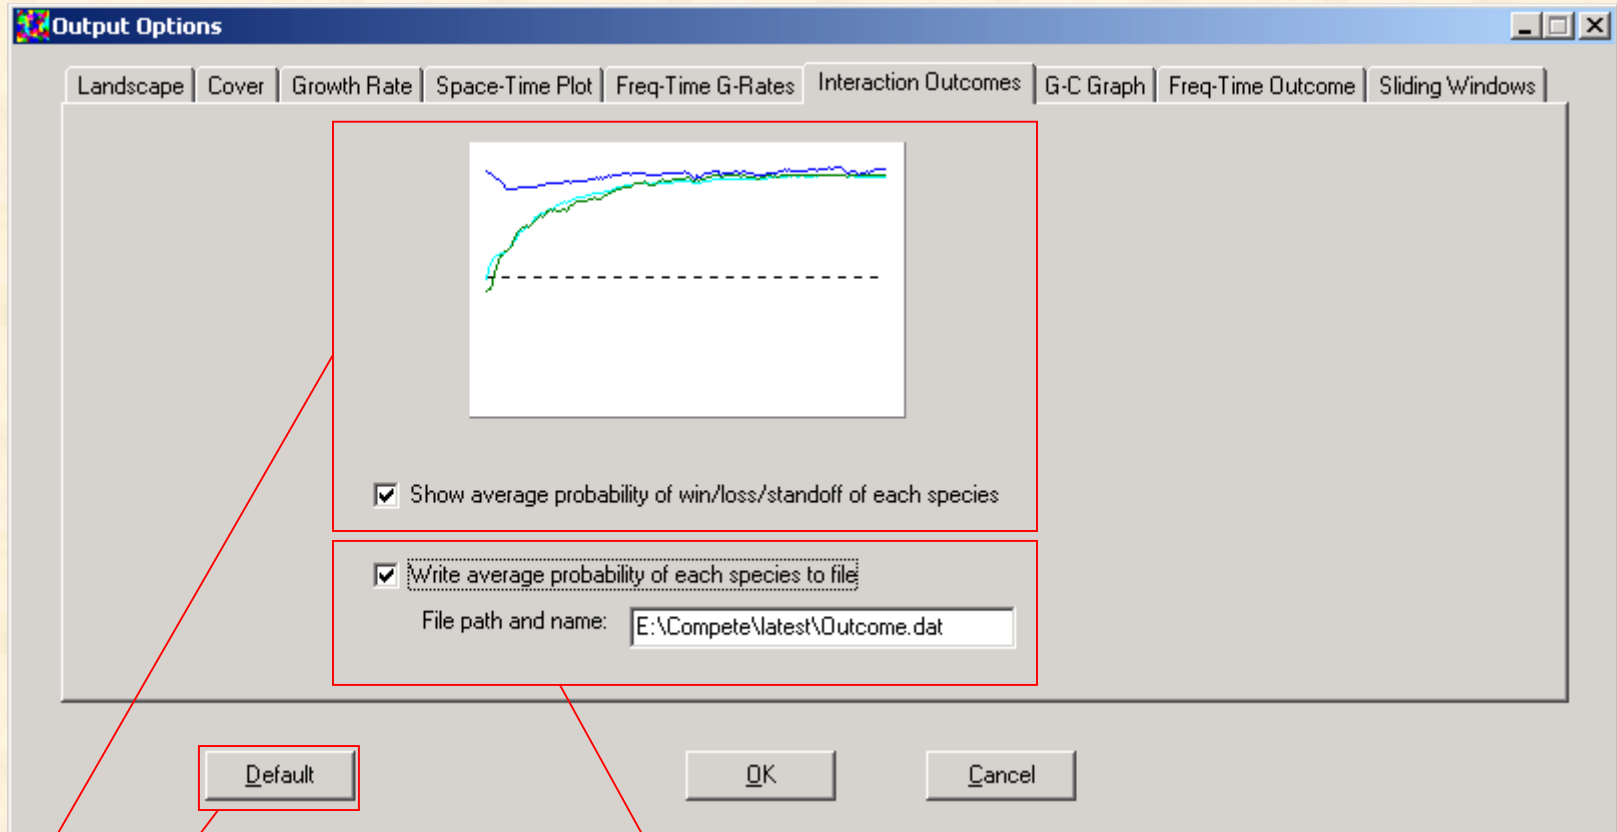 Output Options
Landscape Cover Growth Rate Space-Time Plot Freq-Time G-Rates Interaction Outcomes G-C Graph Freq-Time Outcome Sliding Windows
Show average probability of win/loss/standoff of each species
Write average probability of each species to file
File path and name: E:\Compete\latest\Outcome.dat
Default OK Cancel